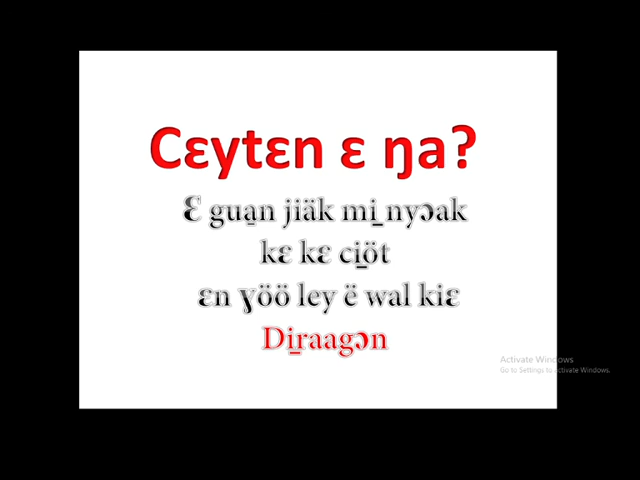 Cɛytɛn ɛ ŋa?
Ɛ gua̱n jiäk mi̱ nyɔak
kɛ kɛ ci̱öt
ɛn ɣöö ley ë wal kiɛ
Di̱raagɔn
Activate Windows
Go to Settings to Activate Windows.